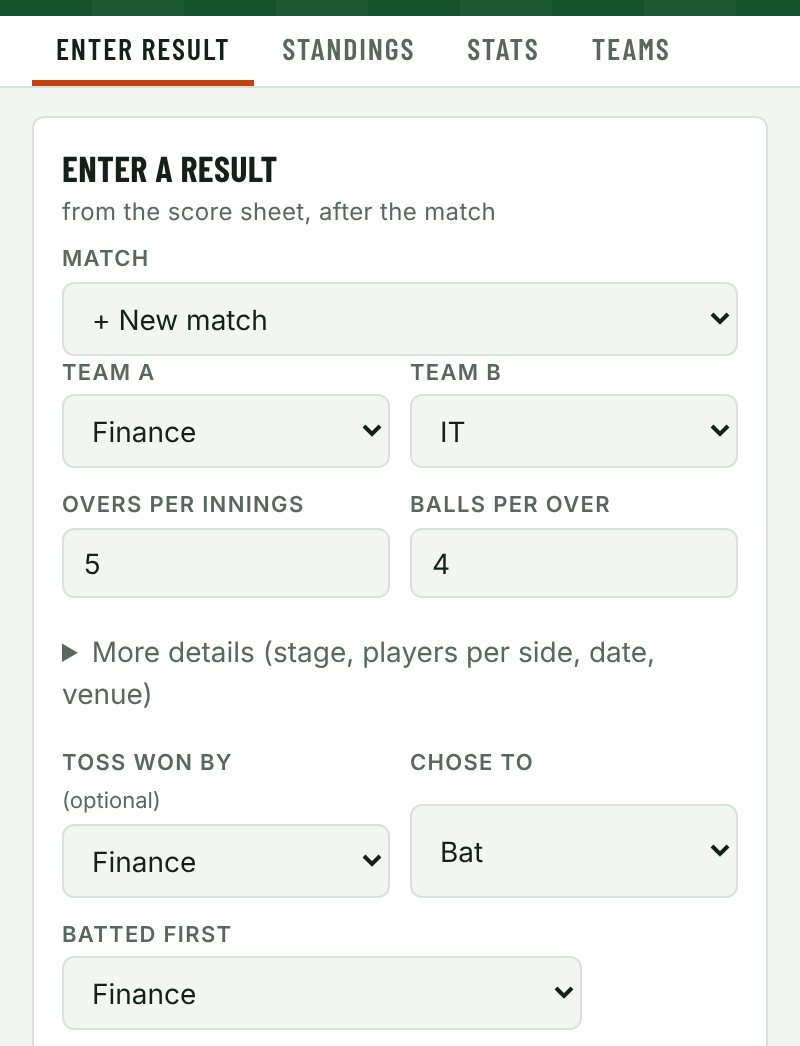 ENTER RESULT STANDINGS STATS TEAMS
ENTER A RESULT
from the score sheet, after the match
MATCH
+ New match
TEAM A TEAM B
Finance IT
OVERS PER INNINGS BALLS PER OVER
5 4
More details (stage, players per side, date,
venue)
TOSS WON BY CHOSE TO
(optional)
Finance Bat
BATTED FIRST
Finance